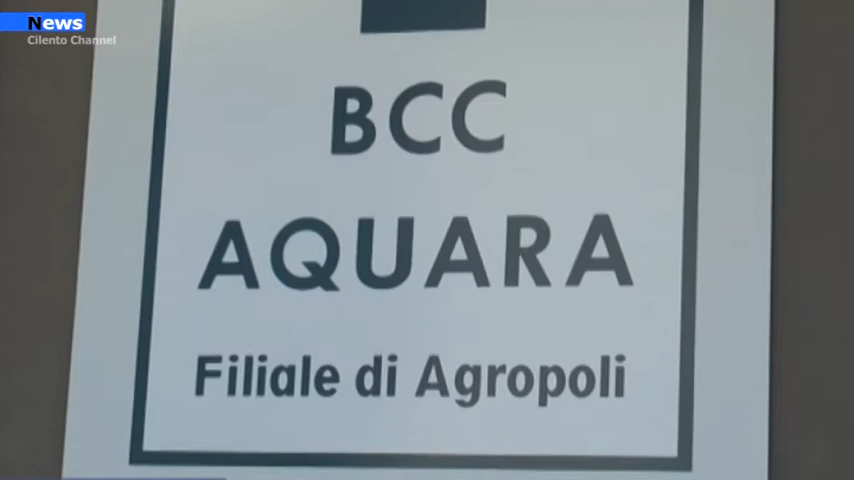 News
Cilento Channel
BCC
AQUARA
Filiale di Agropoli